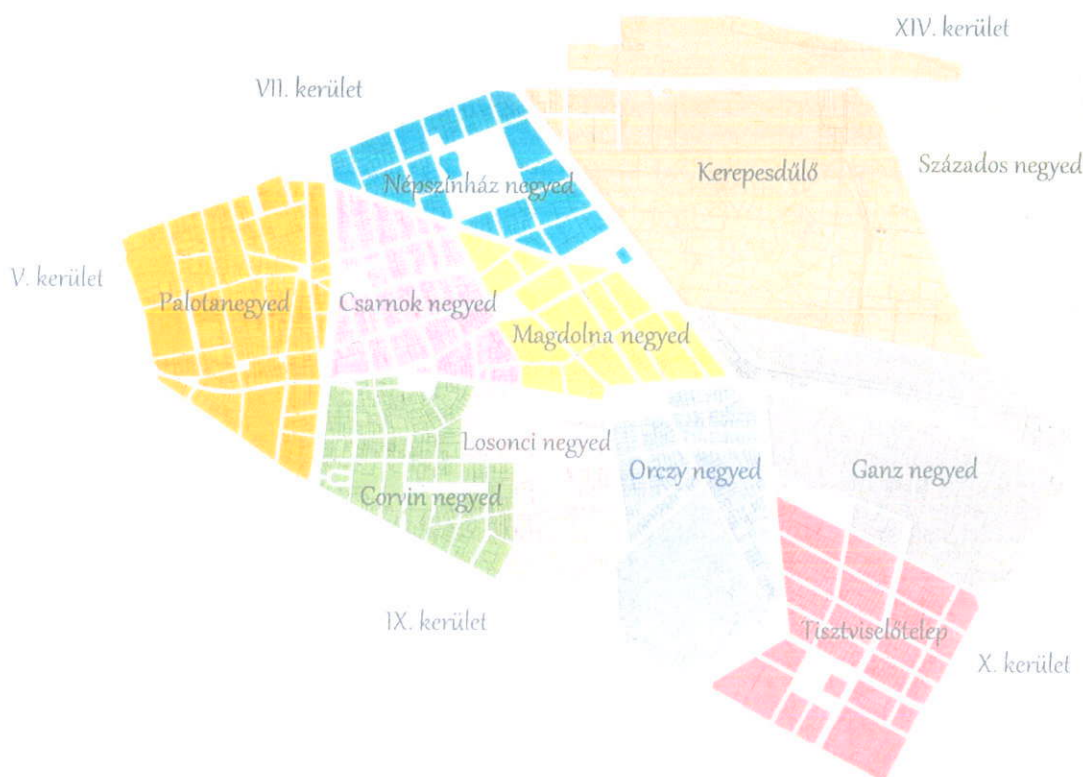 XIV. kerület
VII. kerület
Népszínház negyed
Kerepesdűlő
Százados negyed
V. kerület
Palotanegyed
Csarnok negyed
Magdolna negyed
Losonci negyed
Corvin negyed
Orczy negyed
Ganz negyed
IX. kerület
Tisztviselőtelep
X. kerület